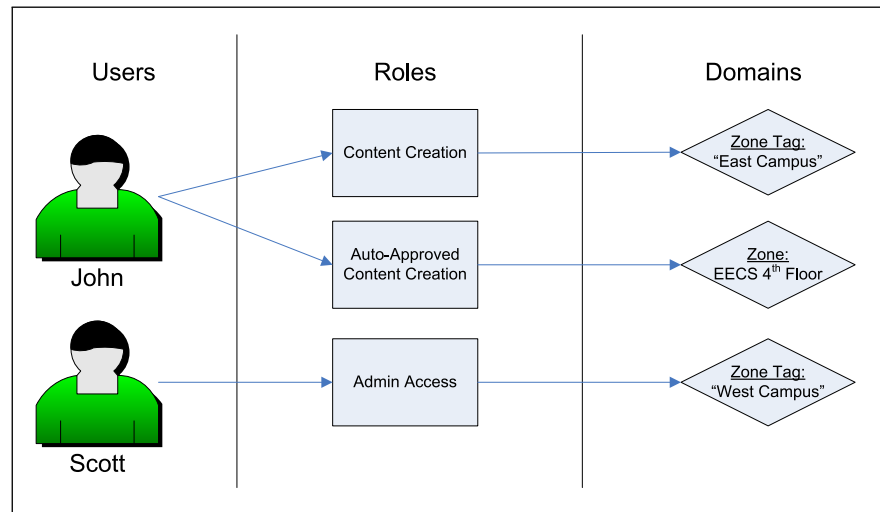 Users
Roles
Domains
John
Scott
Content Creation
Auto-Approved
Content Creation
Admin Access
Zone Tag:
“East Campus”
Zone:
EECS 4th Floor
Zone Tag:
“West Campus”